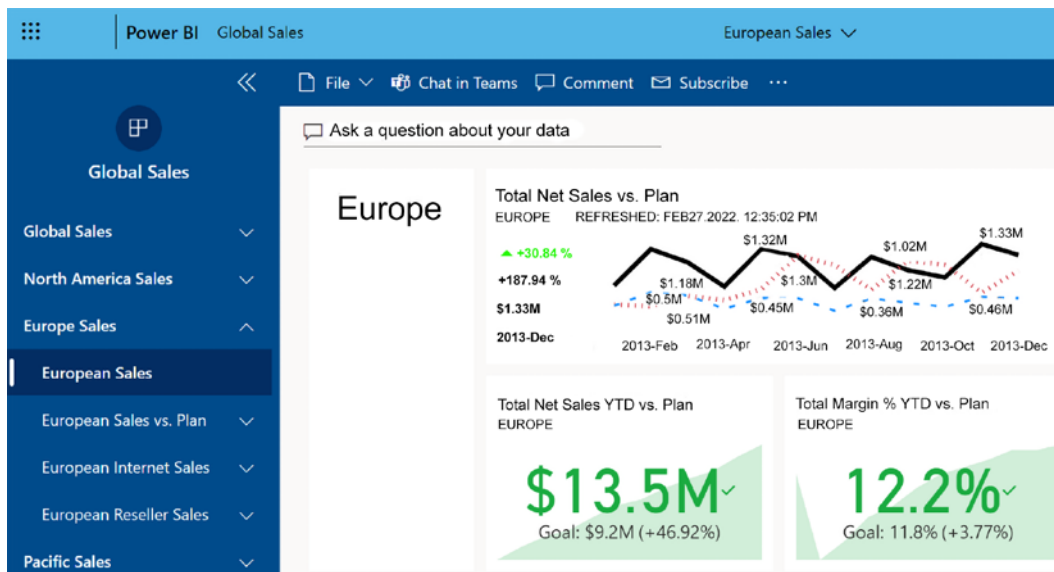 Power BI Global Sales European Sales
File Chat in Teams Comment Subscribe ...
Ask a question about your data
Global Sales
Global Sales
North America Sales
Europe Sales
European Sales
European Sales vs. Plan
European Internet Sales
European Reseller Sales
Pacific Sales
Europe
Total Net Sales vs. Plan
EUROPE REFRESHED: FEB27.2022. 12:35:02 PM
+30.84 %
+187.94 %
$1.33M
2013-Dec
$1.32M $1.02M $1.33M
$1.18M $1.3M $1.22M
$0.5M
$0.51M $0.45M $0.36M $0.46M
2013-Feb 2013-Apr 2013-Jun 2013-Aug 2013-Oct 2013-Dec
Total Net Sales YTD vs. Plan
EUROPE
$13.5M
Goal: $9.2M (+46.92%)
Total Margin % YTD vs. Plan
EUROPE
12.2%
Goal: 11.8% (+3.77%)